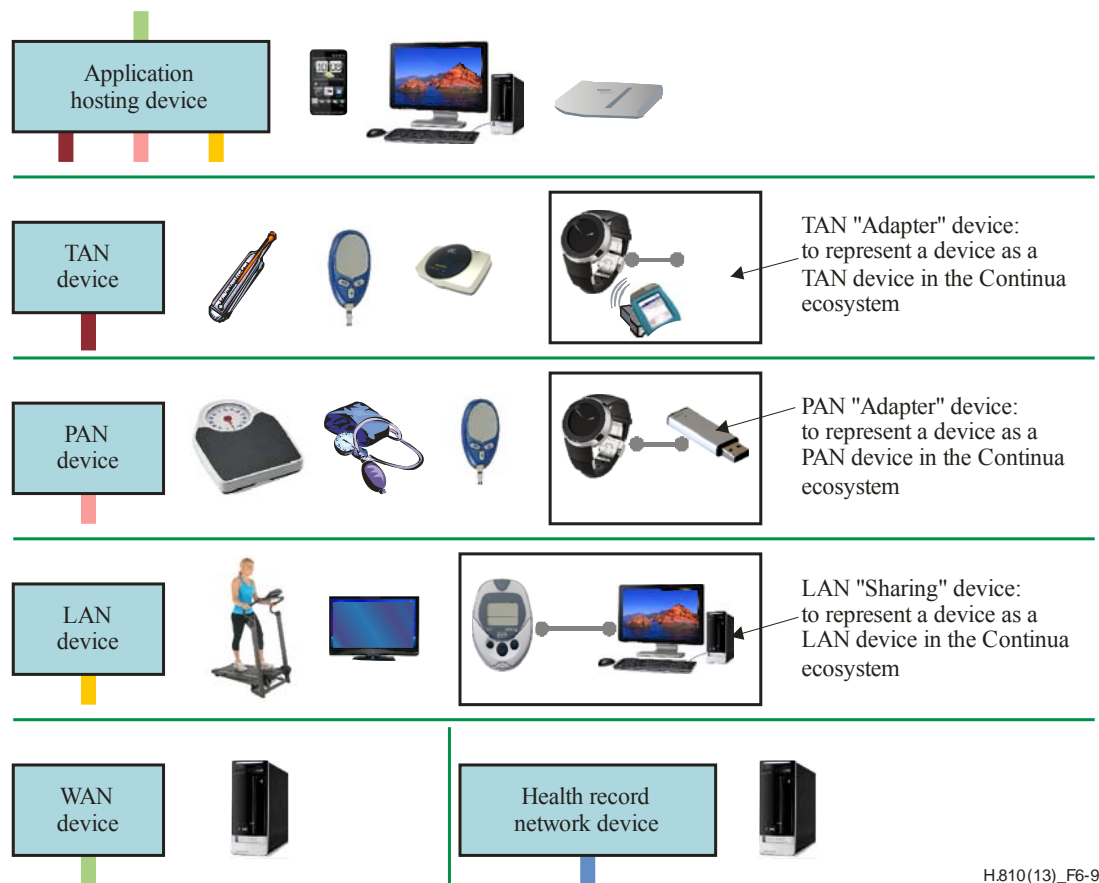 Application
hosting device
TAN
device
TAN "Adapter" device:
to represent a device as a
TAN device in the Continua
ecosystem
PAN
device
PAN "Adapter" device:
to represent a device as a
PAN device in the Continua
ecosystem
LAN
device
LAN "Sharing" device:
to represent a device as a
LAN device in the Continua
ecosystem
WAN
device
Health record
network device
H.810(13)_F6-9